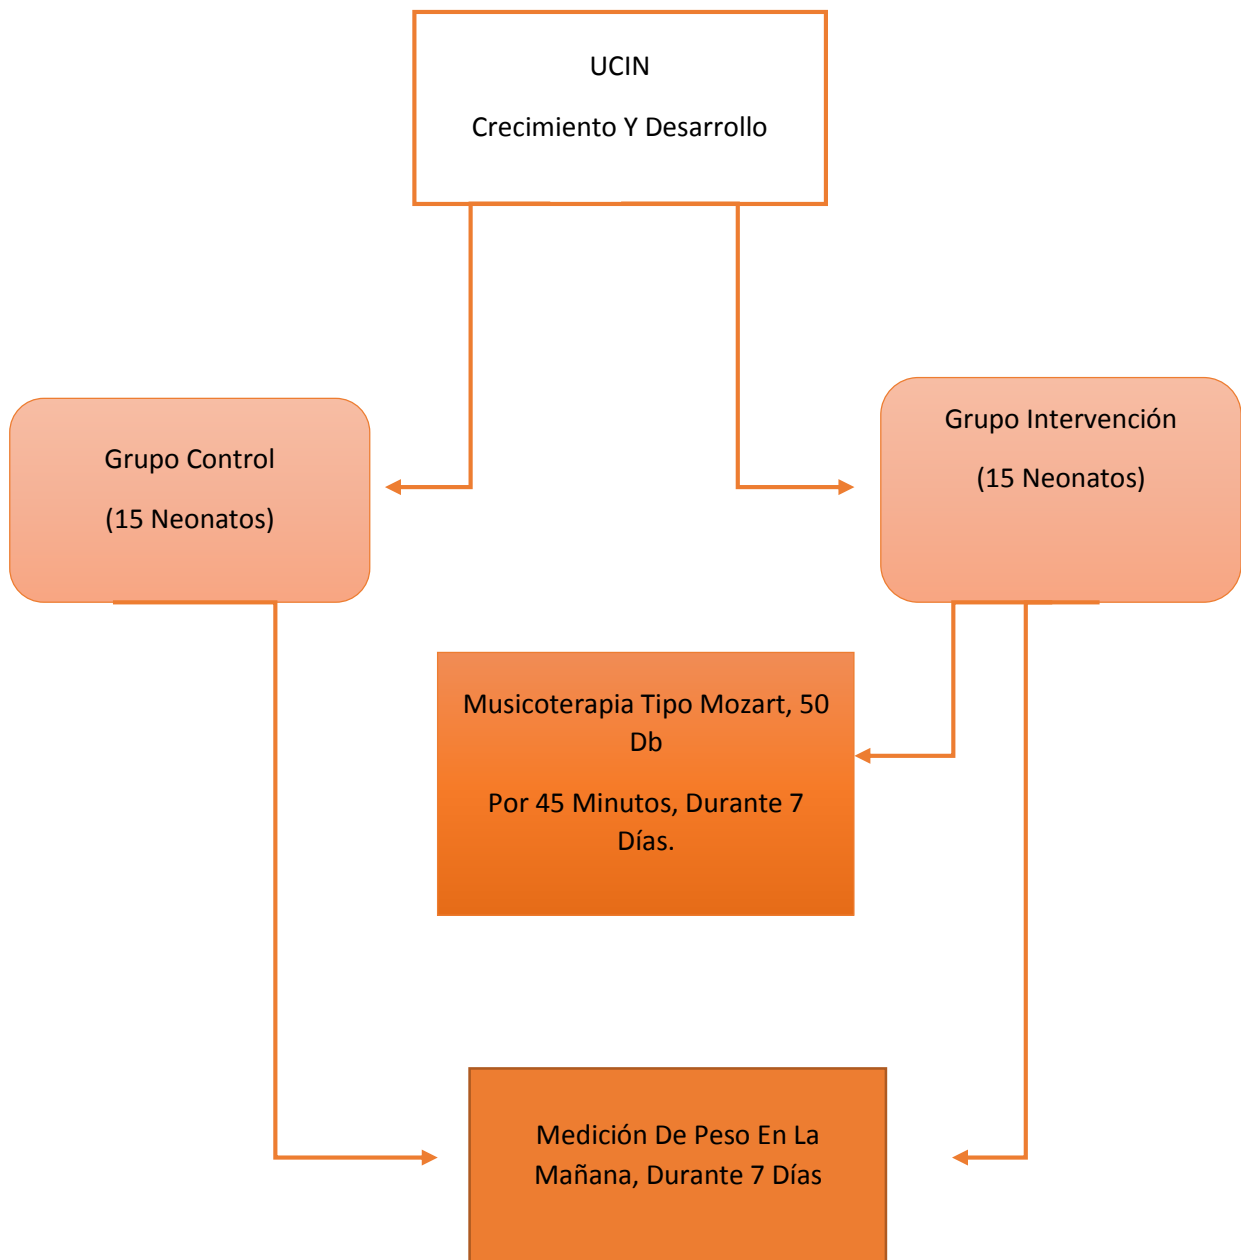 UCIN
Crecimiento Y Desarrollo
Grupo Control
(15 Neonatos)
Grupo Intervención
(15 Neonatos)
Musicoterapia Tipo Mozart, 50
Db
Por 45 Minutos, Durante 7
Días.
Medición De Peso En La
Mañana, Durante 7 Días